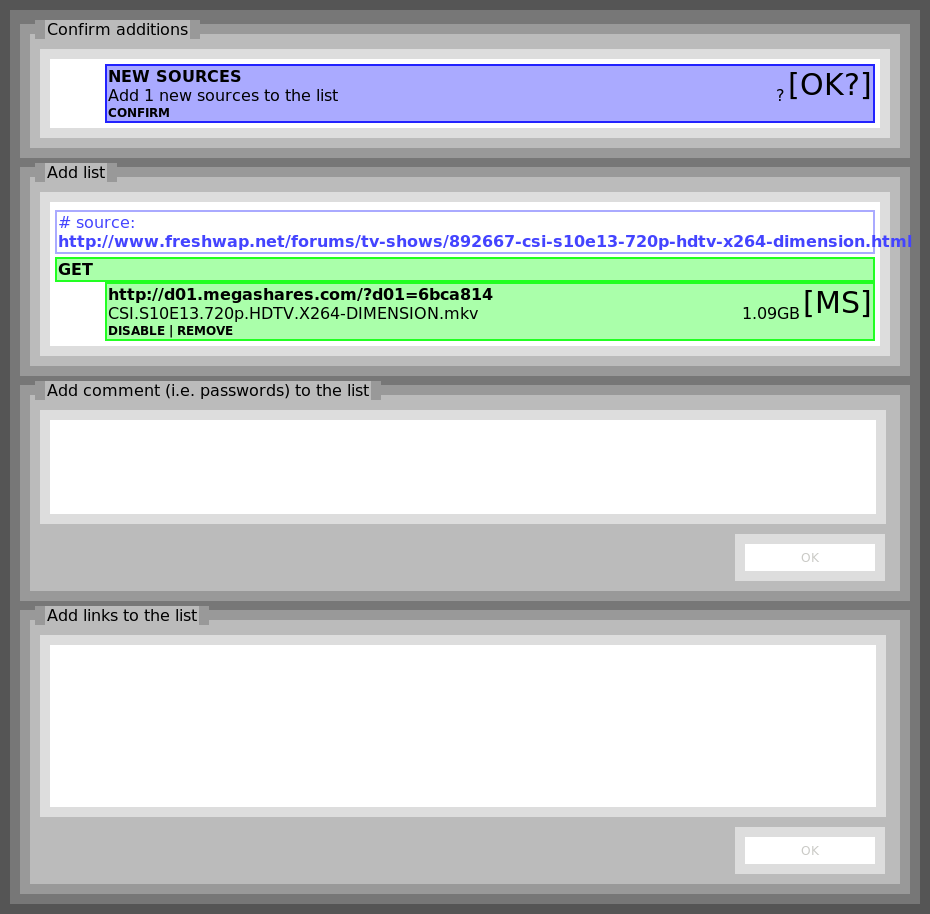 Confirm additions
NEW SOURCES
Add 1 new sources to the list
? [OK?]
CONFIRM
Add list
# source:
http://www.freshwap.net/forums/tv-shows/892667-csi-s10e13-720p-hdtv-x264-dimension.html
GET
http://d01.megashares.com/?d01=6bca814
CSI.S10E13.720p.HDTV.X264-DIMENSION.mkv
1.09GB [MS]
DISABLE | REMOVE
Add comment (i.e. passwords) to the list
OK
Add links to the list
OK